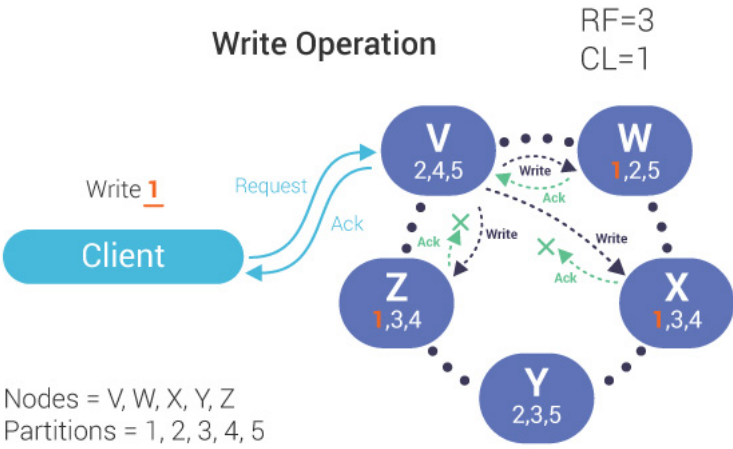 Write Operation
RF=3
CL=1
V
2,4,5
W
1,2,5
Write
Ack
Write 1
Request
Ack
Client
Ack
Write
Write
Ack
Z
1,3,4
X
1,3,4
Y
2,3,5
Nodes = V, W, X, Y, Z
Partitions = 1, 2, 3, 4, 5